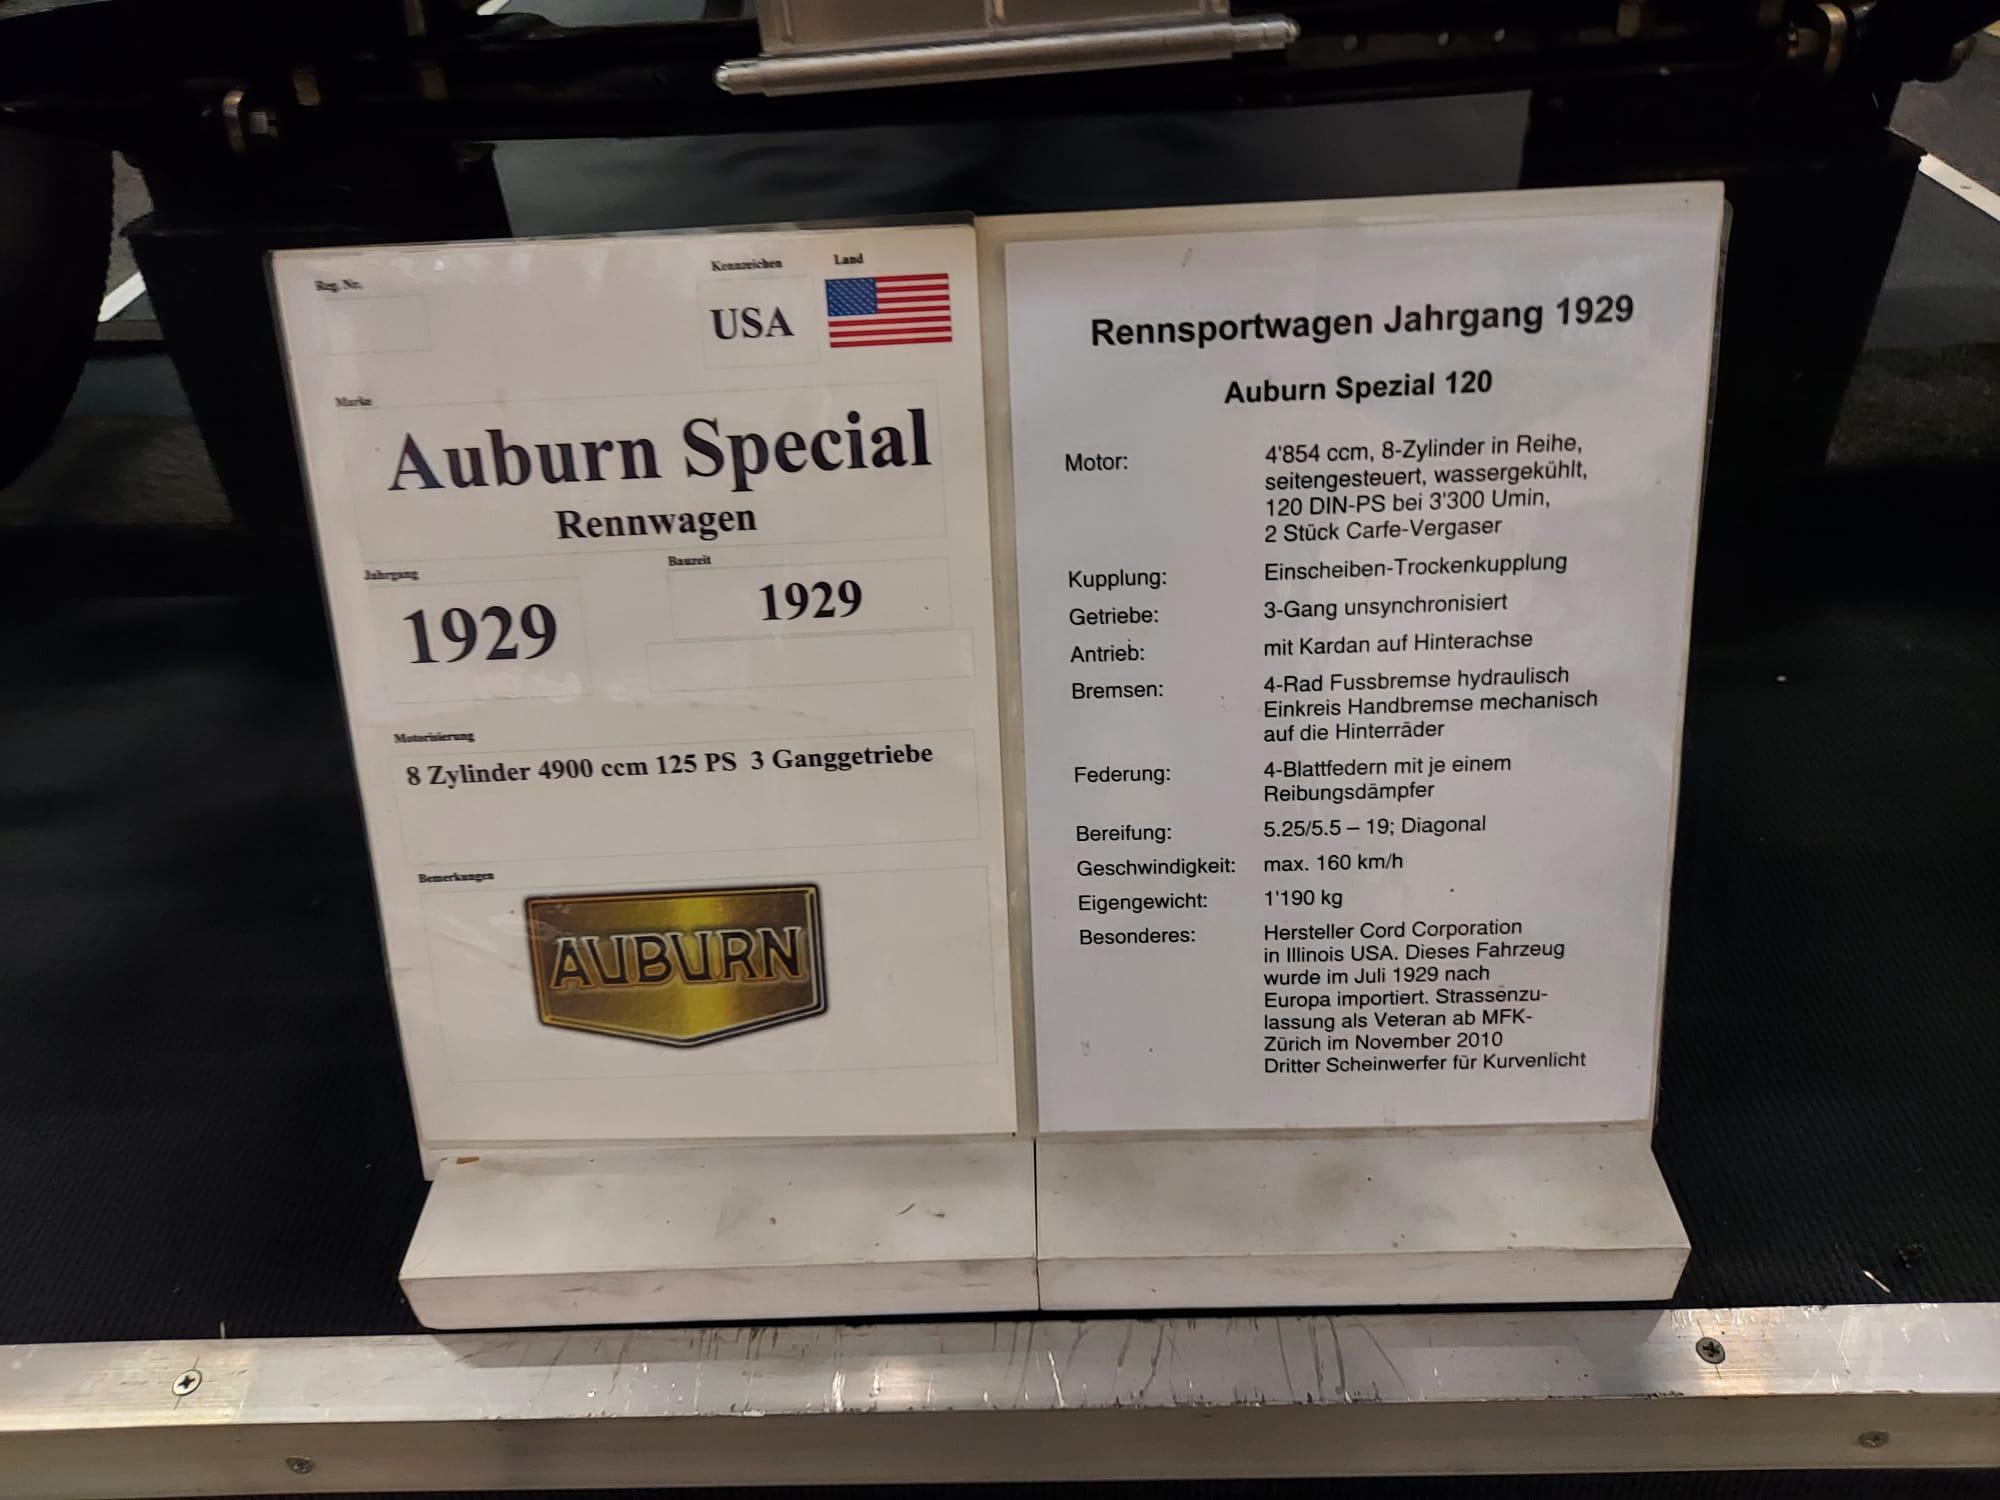 Reg. Nr.
Kennzeichen
Land
USA
Marke
Auburn Special
Rennwagen
Jahrgang
Bauzeit
1929
1929
Motorisierung
8 Zylinder 4900 ccm 125 PS 3 Ganggetriebe
Bemerkungen
AUBURN
Rennsportwagen Jahrgang 1929
Auburn Spezial 120
Motor: 4'854 ccm, 8-Zylinder in Reihe,
seitengesteuert, wassergekühlt,
120 DIN-PS bei 3'300 Umin,
2 Stück Carfe-Vergaser
Kupplung: Einscheiben-Trockenkupplung
Getriebe: 3-Gang unsynchronisiert
Antrieb: mit Kardan auf Hinterachse
Bremsen: 4-Rad Fussbremse hydraulisch
Einkreis Handbremse mechanisch
auf die Hinterräder
Federung: 4-Blattfedern mit je einem
Reibungsdämpfer
Bereifung: 5.25/5.5 – 19; Diagonal
Geschwindigkeit: max. 160 km/h
Eigengewicht: 1'190 kg
Besonderes: Hersteller Cord Corporation
in Illinois USA. Dieses Fahrzeug
wurde im Juli 1929 nach
Europa importiert. Strassenzu-
lassung als Veteran ab MFK-
Zürich im November 2010
Dritter Scheinwerfer für Kurvenlicht